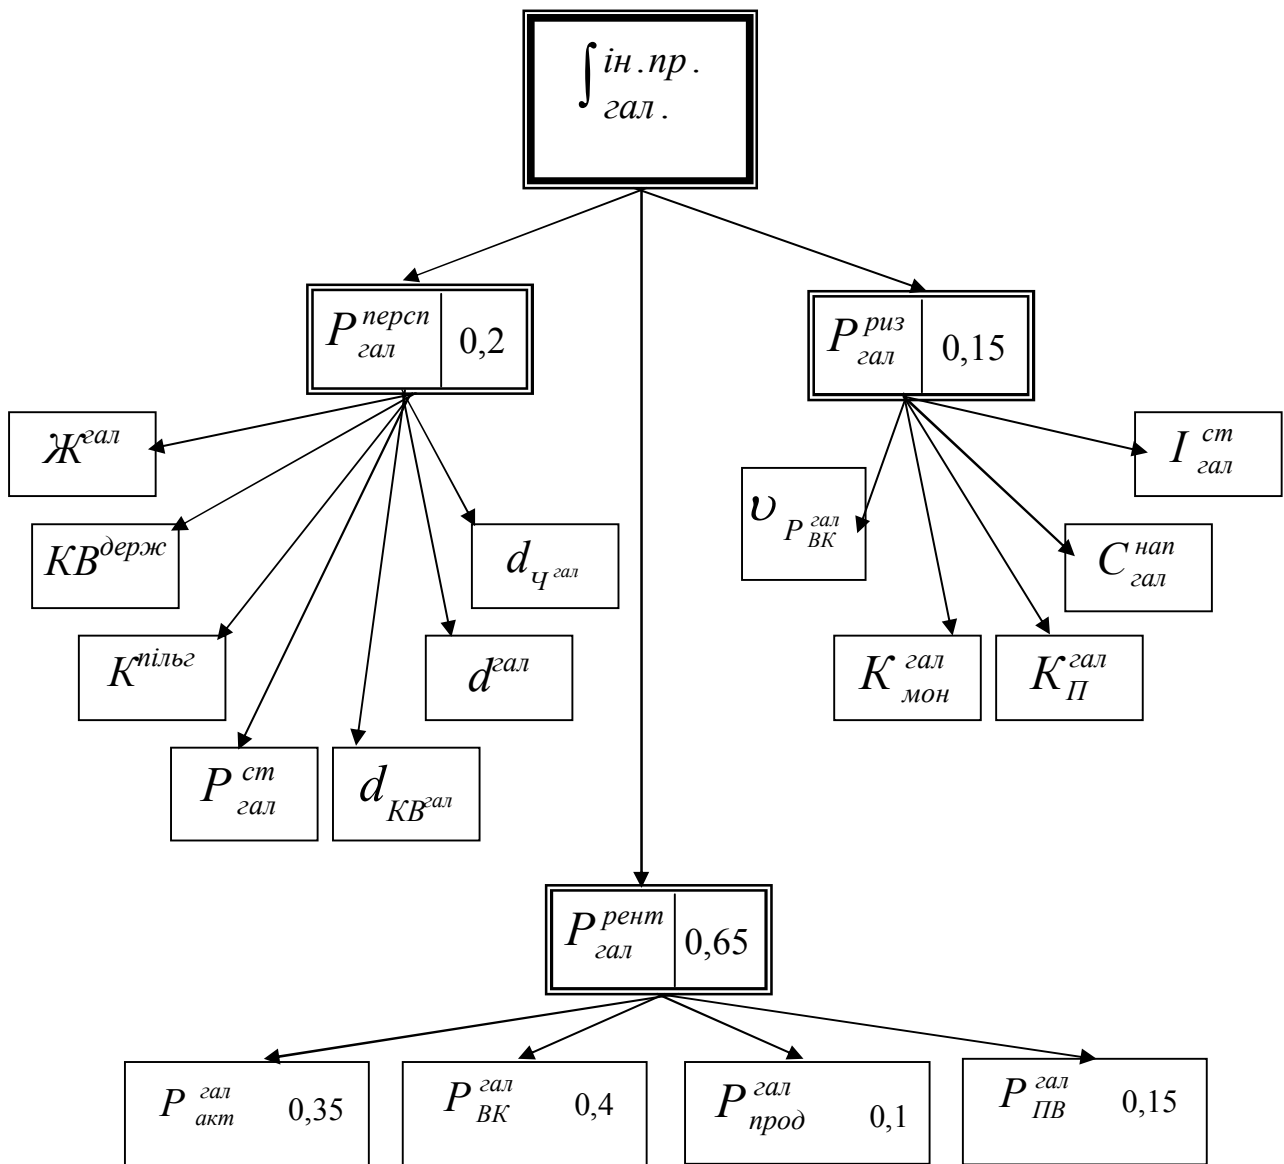 ∫ ін.пр. гал.
P персп гал 0,2
P риз гал 0,15
Ж гал
I ст гал
υ P гал ВК
КВ держ
d Ч гал
C нап гал
К пільг
d гал
К гал мон
К гал П
P ст гал
d КВ гал
P рент гал 0,65
P гал акт 0,35
P гал ВК 0,4
P гал прод 0,1
P гал ПВ 0,15